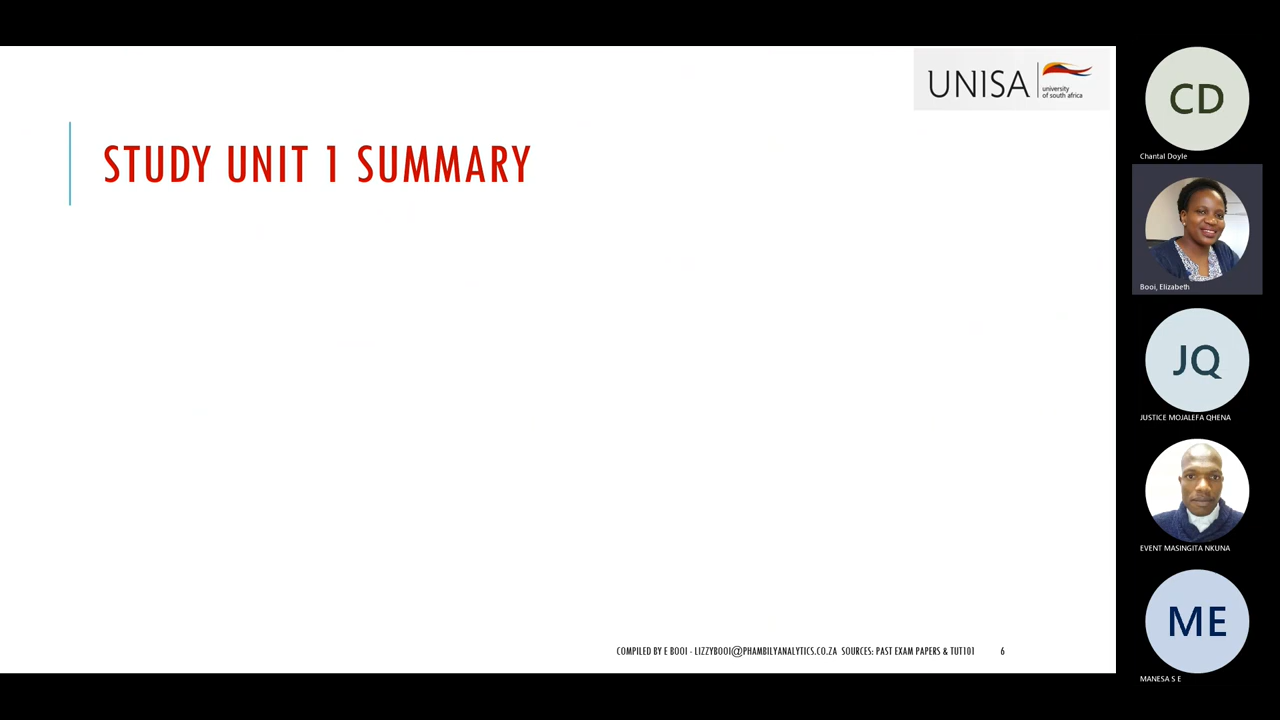 UNISA
university
of south africa
STUDY UNIT 1 SUMMARY
COMPILED BY E BOOI - LIZZYBOOI@PHAMBILYANALYTICS.CO.ZA SOURCES: PAST EXAM PAPERS & TUT101 6
CD
Chantal Doyle
Booi, Elizabeth
JQ
JUSTICE MOJALEFA QHENA
EVENT MASINGITA NKUNA
ME
MANESA S E